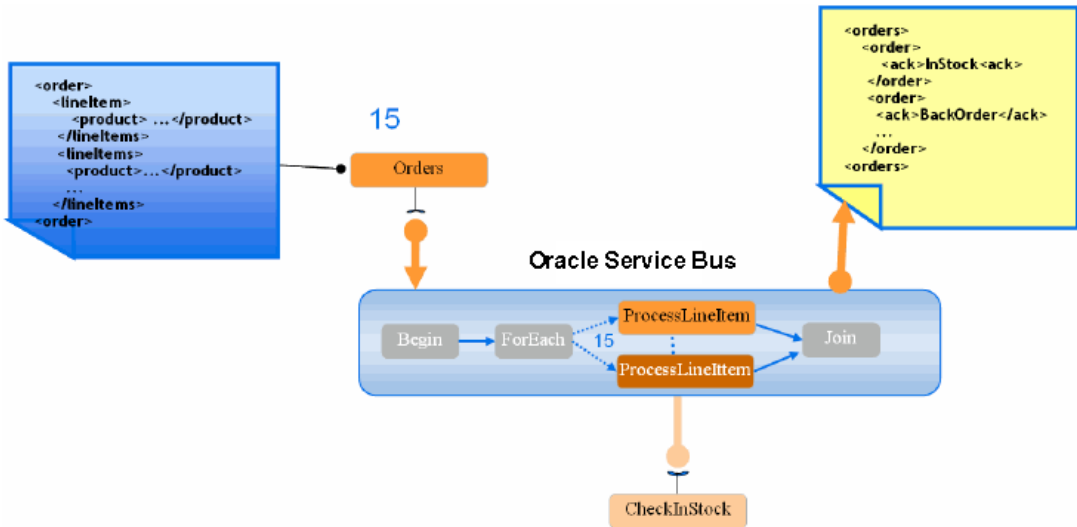 <order>
<lineItem>
<product> ...</product>
</lineItems>
<lineItems>
<product>...</product>
...
</lineItems>
<order>
15
Orders
<orders>
<order>
<ack>InStock<ack>
</order>
<order>
<ack>BackOrder</ack>
...
</order>
<orders>
Oracle Service Bus
Begin
ForEach
15
ProcessLineItem
ProcessLineIttem
Join
CheckInStock